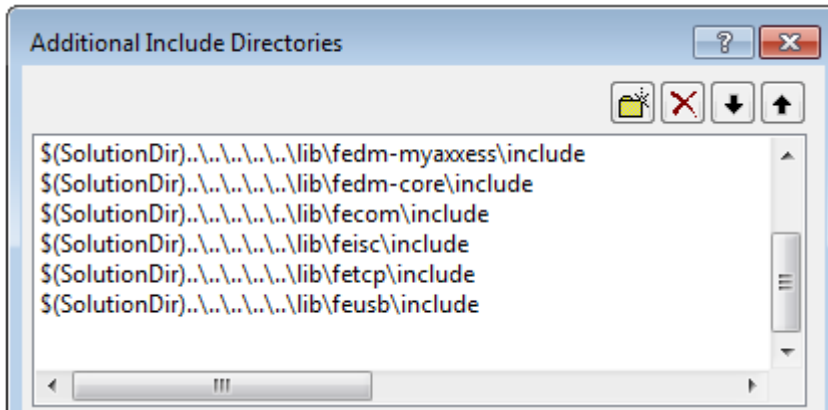 Additional Include Directories
$(SolutionDir)..\..\..\..\..\lib\fedm-myaxxess\include
$(SolutionDir)..\..\..\..\..\lib\fedm-core\include
$(SolutionDir)..\..\..\..\..\lib\fecom\include
$(SolutionDir)..\..\..\..\..\lib\feisc\include
$(SolutionDir)..\..\..\..\..\lib\fetcp\include
$(SolutionDir)..\..\..\..\..\lib\feusb\include